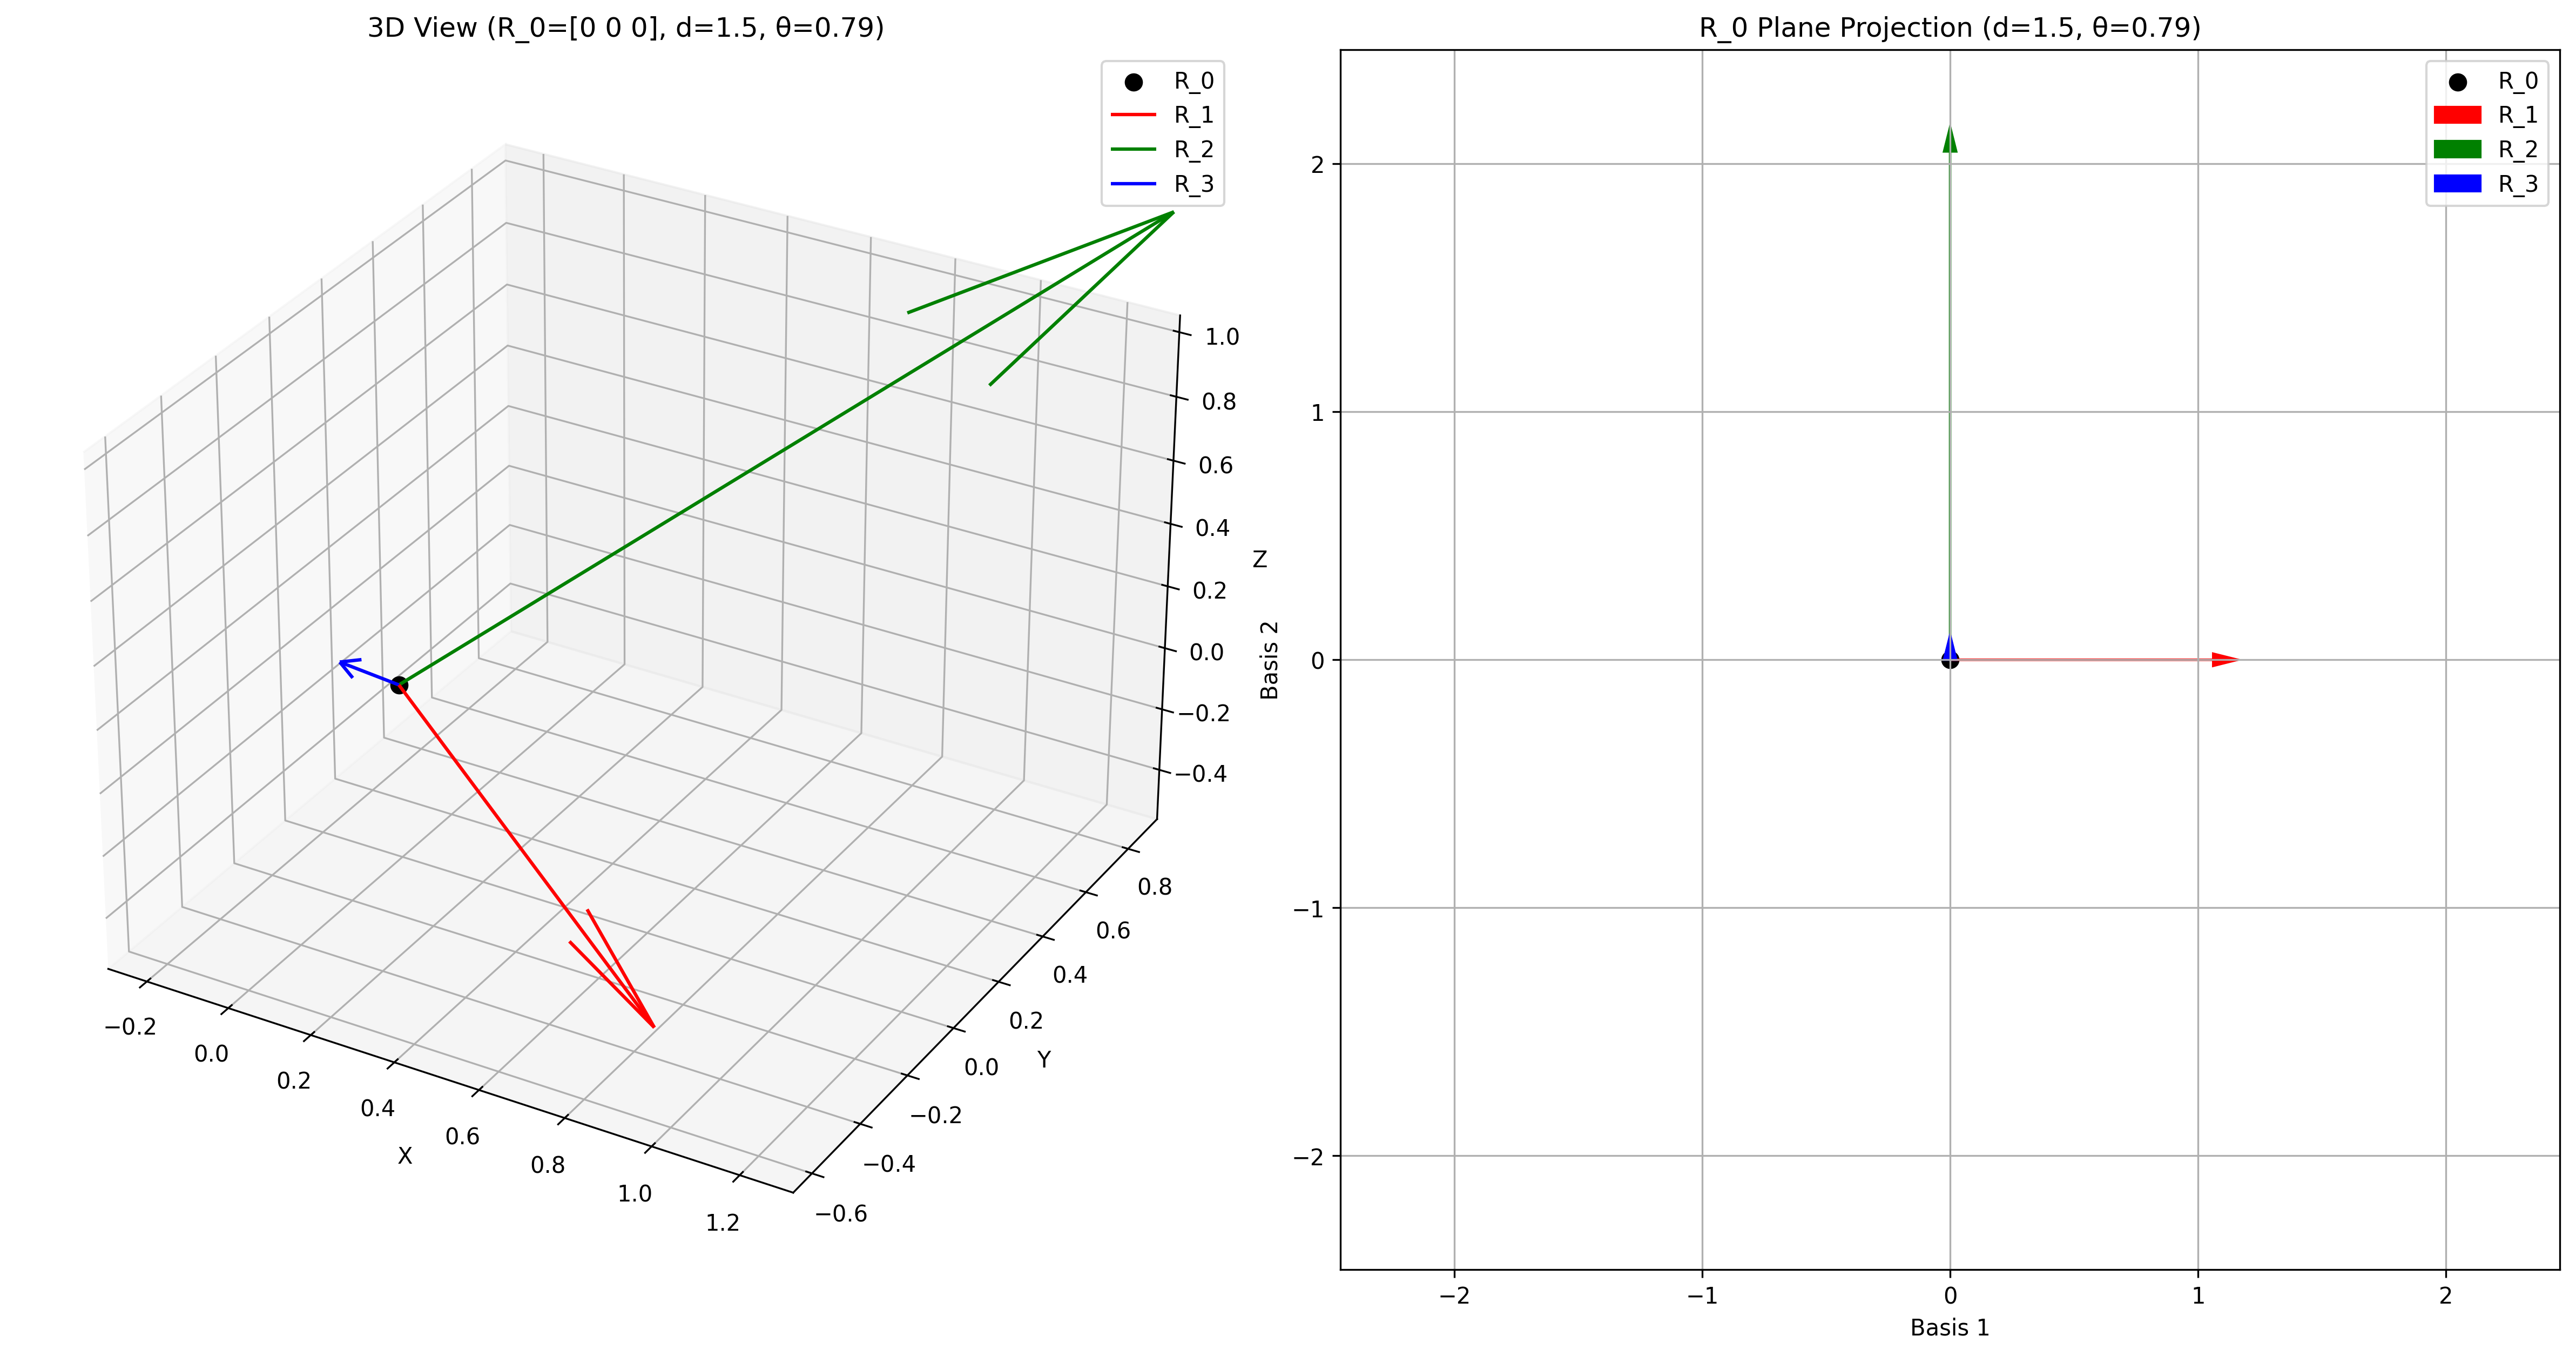 3D View (R_0=[0 0 0], d=1.5, θ=0.79)
R_0
R_1
R_2
R_3
1.0
0.8
0.6
0.4
0.2
0.0
−0.2
−0.4
Z
0.8
0.6
0.4
0.2
0.0
−0.2
−0.4
−0.6
Y
−0.2
0.0
0.2
0.4
0.6
0.8
1.0
1.2
X
R_0 Plane Projection (d=1.5, θ=0.79)
R_0
R_1
R_2
R_3
2
1
0
−1
−2
Basis 2
−2
−1
0
1
2
Basis 1